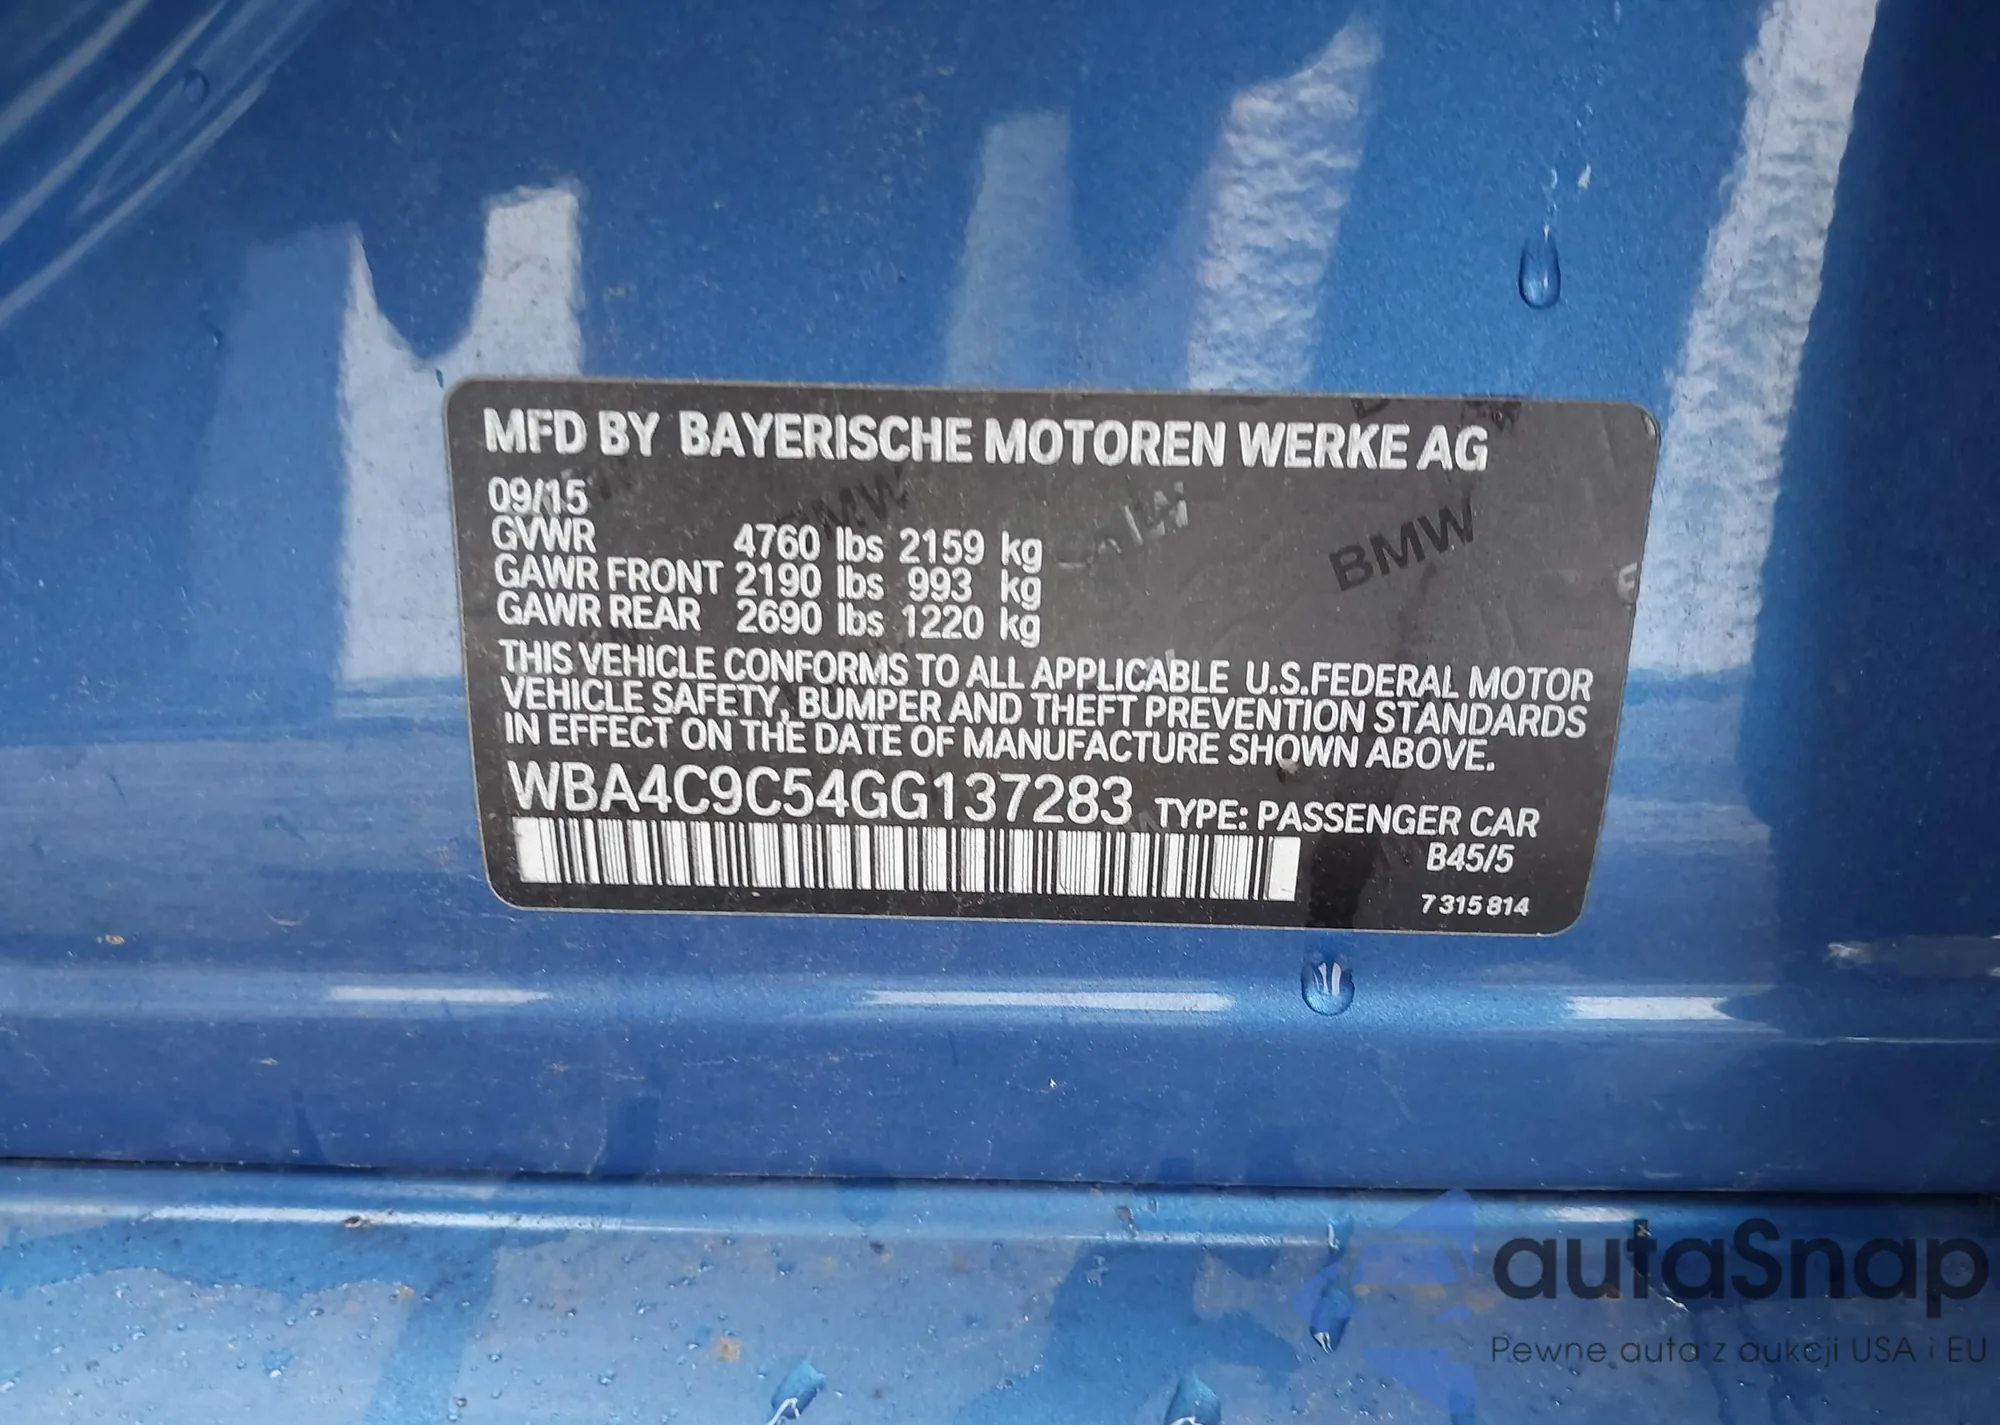 MFD BY BAYERISCHE MOTOREN WERKE AG
09/15
GVWR 4760 lbs 2159 kg
GAWR FRONT 2190 lbs 993 kg
GAWR REAR 2690 lbs 1220 kg
BMW
BMW
THIS VEHICLE CONFORMS TO ALL APPLICABLE U.S.FEDERAL MOTOR
VEHICLE SAFETY, BUMPER AND THEFT PREVENTION STANDARDS
IN EFFECT ON THE DATE OF MANUFACTURE SHOWN ABOVE.
WBA4C9C54GG137283 TYPE: PASSENGER CAR
B45/5
7 315 814
autaSnap
Pewne auta z aukcji USA i EU